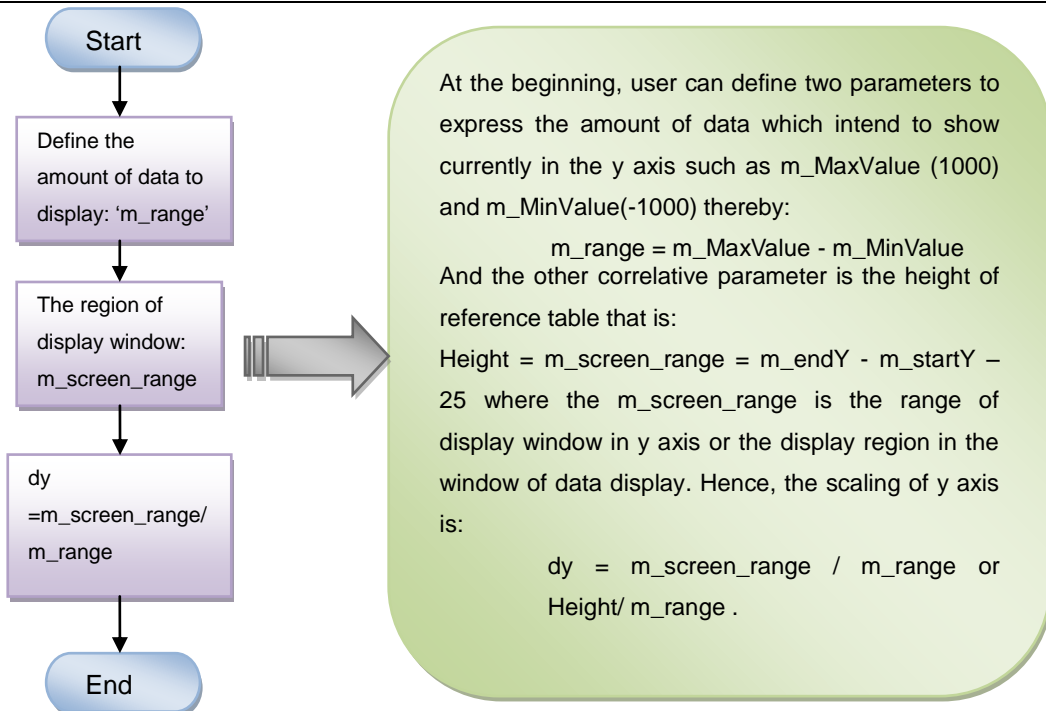 Start
Define the
amount of data to
display: ‘m_range’
The region of
display window:
m_screen_range
dy
=m_screen_range/
m_range
End
At the beginning, user can define two parameters to
express the amount of data which intend to show
currently in the y axis such as m_MaxValue (1000)
and m_MinValue(-1000) thereby:
m_range = m_MaxValue - m_MinValue
And the other correlative parameter is the height of
reference table that is:
Height = m_screen_range = m_endY - m_startY –
25 where the m_screen_range is the range of
display window in y axis or the display region in the
window of data display. Hence, the scaling of y axis
is:
dy = m_screen_range / m_range or
Height/ m_range .